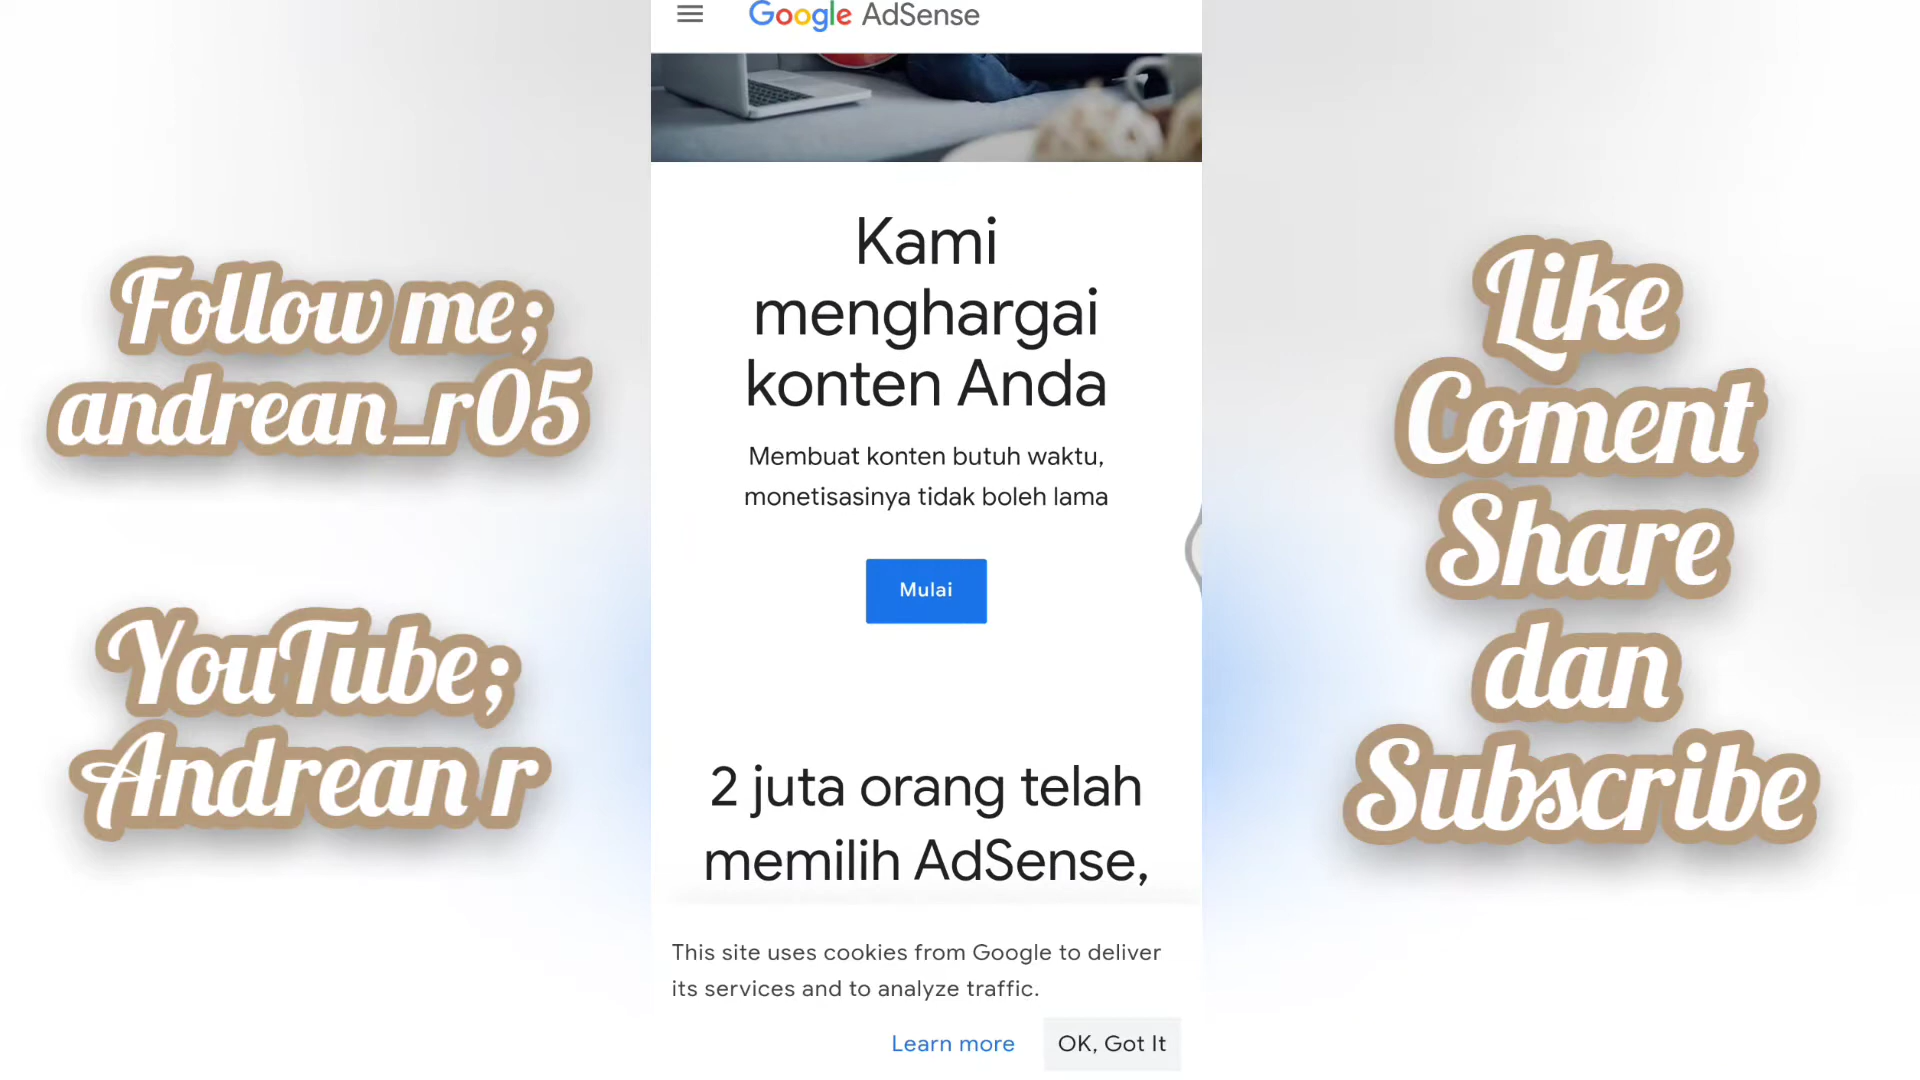 Google AdSense
Follow me;
andrean_r05
YouTube;
Andrean r
Kami
menghargai
konten Anda
Membuat konten butuh waktu,
monetisasinya tidak boleh lama
Mulai
2 juta orang telah
memilih AdSense,
This site uses cookies from Google to deliver
its services and to analyze traffic.
Learn more
OK, Got It
Like
Coment
Share
dan
Subscribe